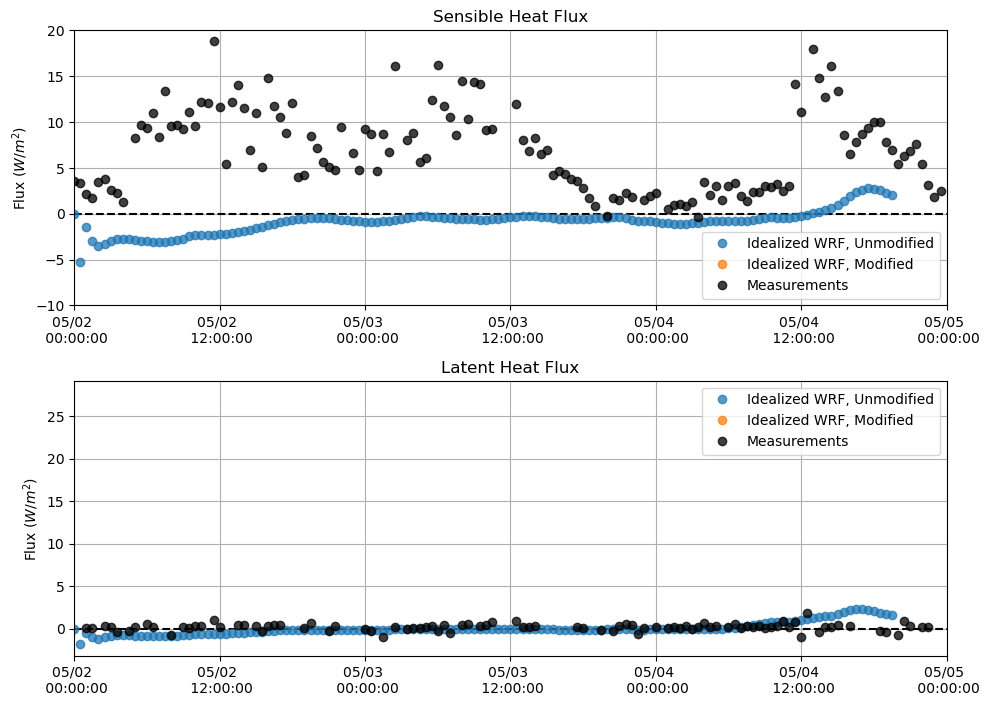 Sensible Heat Flux
Flux (W/m²)
20
15
10
5
0
−5
−10
Idealized WRF, Unmodified
Idealized WRF, Modified
Measurements
05/02 05/02 05/03 05/03 05/04 05/04 05/05
00:00:00 12:00:00 00:00:00 12:00:00 00:00:00 12:00:00 00:00:00
Latent Heat Flux
Flux (W/m²)
25
20
15
10
5
0
Idealized WRF, Unmodified
Idealized WRF, Modified
Measurements
05/02 05/02 05/03 05/03 05/04 05/04 05/05
00:00:00 12:00:00 00:00:00 12:00:00 00:00:00 12:00:00 00:00:00